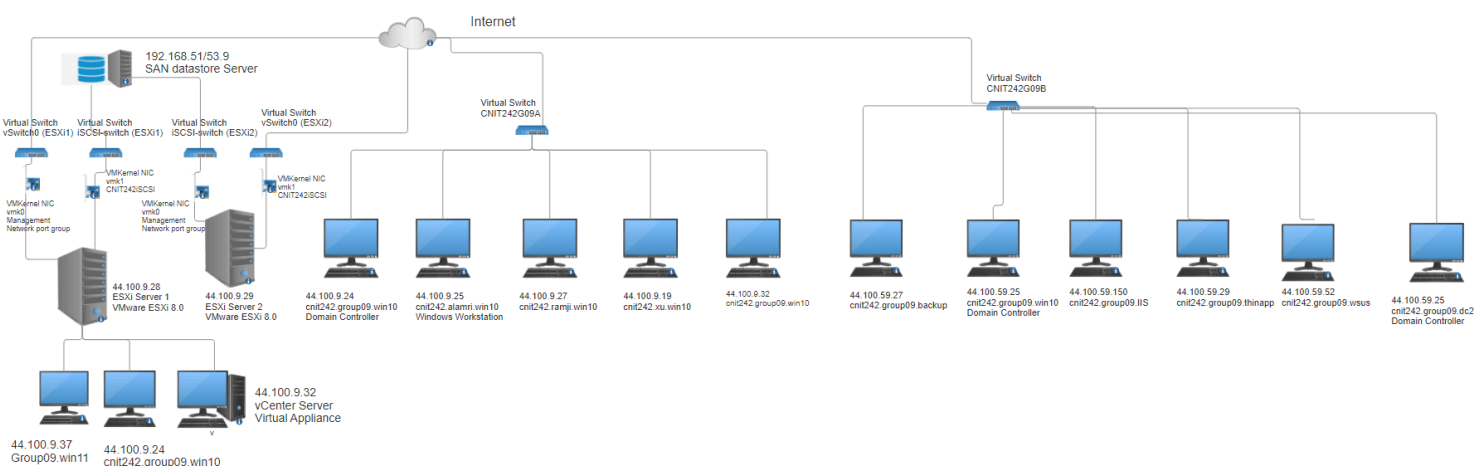 Internet
192.168.51/53.9
SAN datastore Server
Virtual Switch
vSwitch0 (ESXi1)
Virtual Switch
iSCSI-switch (ESXi1)
Virtual Switch
iSCSI-switch (ESXi2)
Virtual Switch
vSwitch0 (ESXi2)
Virtual Switch
CNIT242G09A
Virtual Switch
CNIT242G09B
VMKernel NIC
vmk0
Management
Network port group
VMKernel NIC
vmk1
CNIT242iSCSI
VMKernel NIC
vmk0
Management
Network port group
VMKernel NIC
vmk1
CNIT242iSCSI
44.100.9.28
ESXi Server 1
VMware ESXi 8.0
44.100.9.29
ESXi Server 2
VMware ESXi 8.0
44.100.9.24
cnit242.group09.win10
Domain Controller
44.100.9.25
cnit242.alamri.win10
Windows Workstation
44.100.9.27
cnit242.ramji.win10
44.100.9.19
cnit242.xu.win10
44.100.9.32
cnit242.group09.win10
44.100.59.27
cnit242.group09.backup
44.100.59.25
cnit242.group09.win10
Domain Controller
44.100.59.150
cnit242.group09.IIS
44.100.59.29
cnit242.group09.thinapp
44.100.59.52
cnit242.group09.wsus
44.100.59.25
cnit242.group09.dc2
Domain Controller
44.100.9.37
Group09.win11
44.100.9.24
cnit242.group09.win10
v
44.100.9.32
vCenter Server
Virtual Appliance